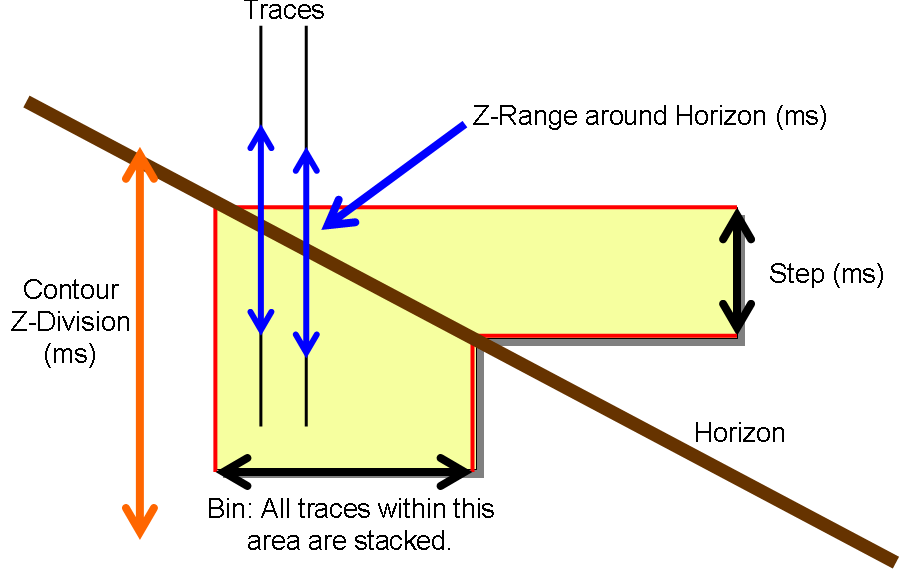 Traces
Z-Range around Horizon (ms)
Step (ms)
Contour
Z-Division
(ms)
Horizon
Bin: All traces within this
area are stacked.